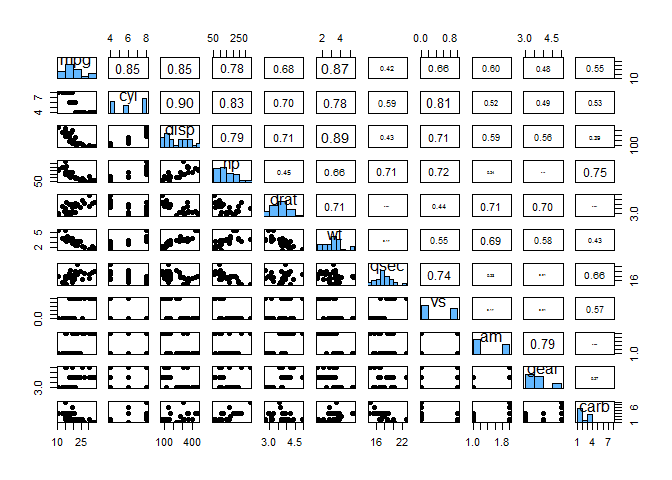 4 6 8 50 250 2 4 0.0 0.8 3.0 4.5
mpg 0.85 0.85 0.78 0.68 0.87 0.42 0.66 0.60 0.48 0.55 10
4 7 cyl 0.90 0.83 0.70 0.78 0.59 0.81 0.52 0.49 0.53
disp 0.79 0.71 0.89 0.43 0.71 0.59 0.56 100
50 hp 0.45 0.66 0.71 0.72 0.75
drat 0.71 0.44 0.71 0.70 3.0
2 5 wt 0.55 0.69 0.58 0.43
qsec 0.74 0.66 16
0.0 vs 0.57
am 0.79 1.0
3.0 gear
carb 1 6
10 25 100 400 3.0 4.5 16 22 1.0 1.8 1 4 7